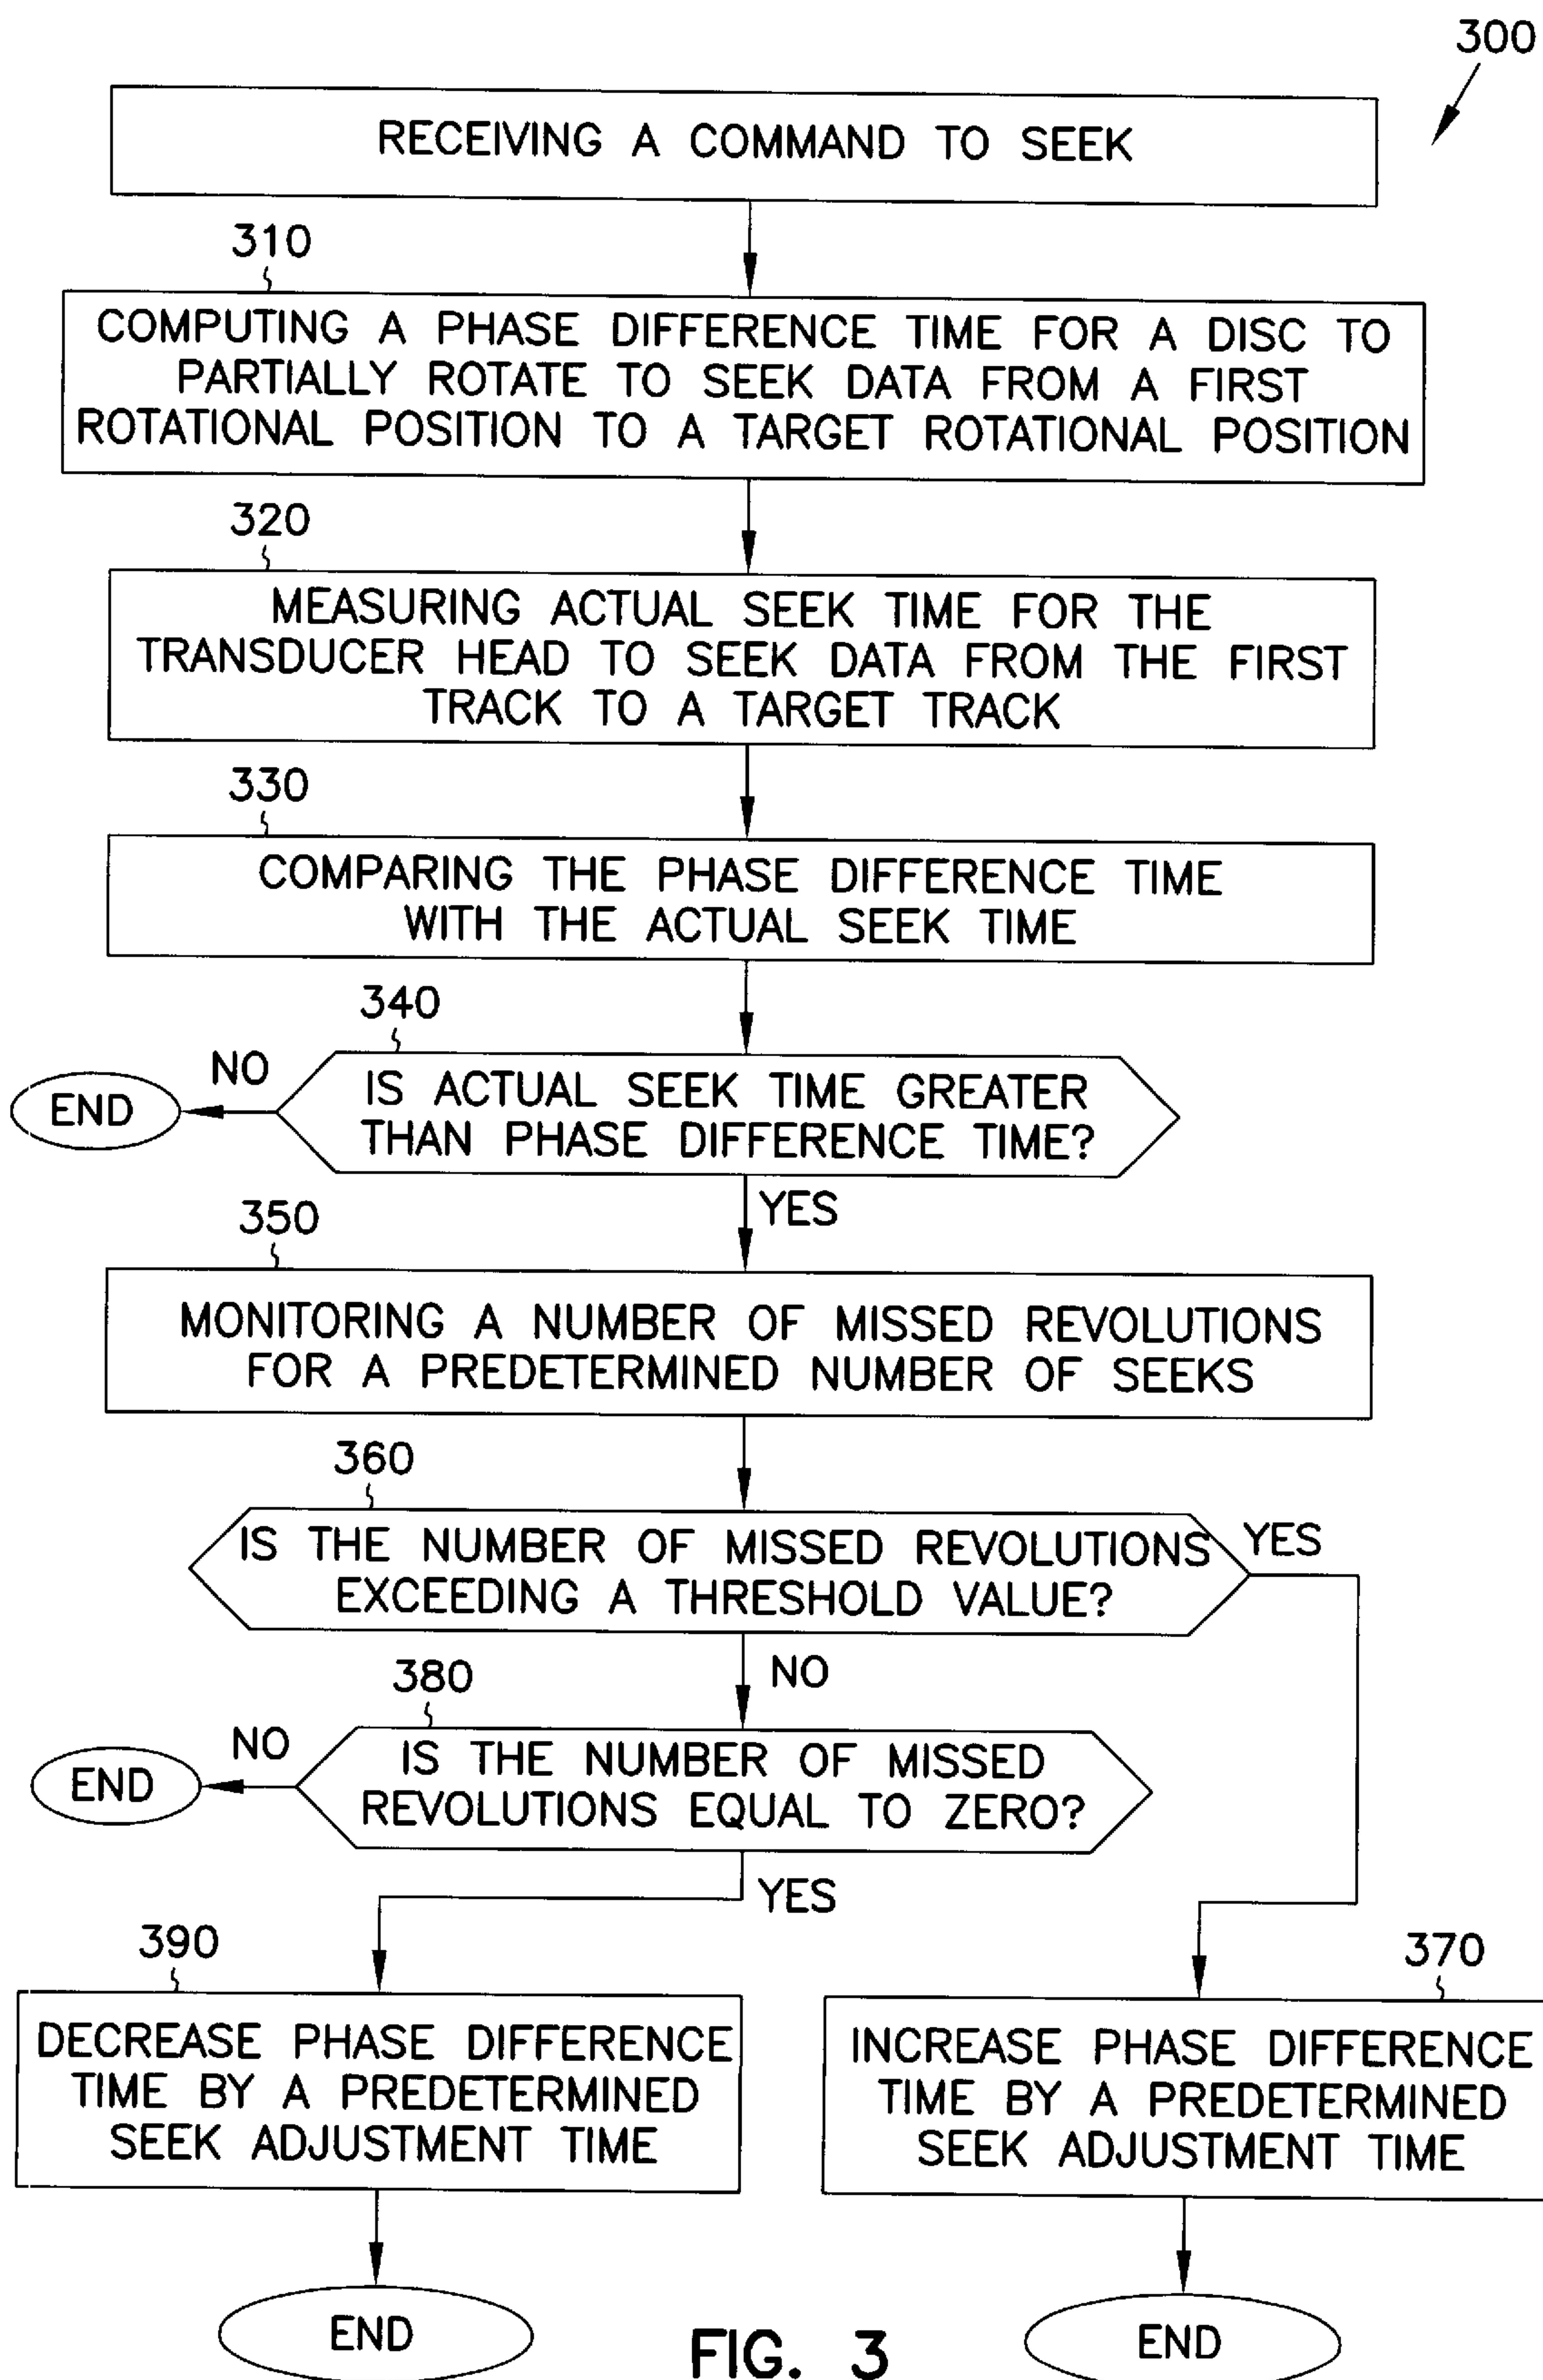 300
RECEIVING A COMMAND TO SEEK
310
COMPUTING A PHASE DIFFERENCE TIME FOR A DISC TO
PARTIALLY ROTATE TO SEEK DATA FROM A FIRST
ROTATIONAL POSITION TO A TARGET ROTATIONAL POSITION
320
MEASURING ACTUAL SEEK TIME FOR THE
TRANSDUCER HEAD TO SEEK DATA FROM THE FIRST
TRACK TO A TARGET TRACK
330
COMPARING THE PHASE DIFFERENCE TIME
WITH THE ACTUAL SEEK TIME
340
NO
END
IS ACTUAL SEEK TIME GREATER
THAN PHASE DIFFERENCE TIME?
YES
350
MONITORING A NUMBER OF MISSED REVOLUTIONS
FOR A PREDETERMINED NUMBER OF SEEKS
360
IS THE NUMBER OF MISSED REVOLUTIONS
EXCEEDING A THRESHOLD VALUE?
YES
NO
380
NO
END
IS THE NUMBER OF MISSED
REVOLUTIONS EQUAL TO ZERO?
YES
390
DECREASE PHASE DIFFERENCE
TIME BY A PREDETERMINED
SEEK ADJUSTMENT TIME
370
INCREASE PHASE DIFFERENCE
TIME BY A PREDETERMINED
SEEK ADJUSTMENT TIME
END
END
FIG. 3